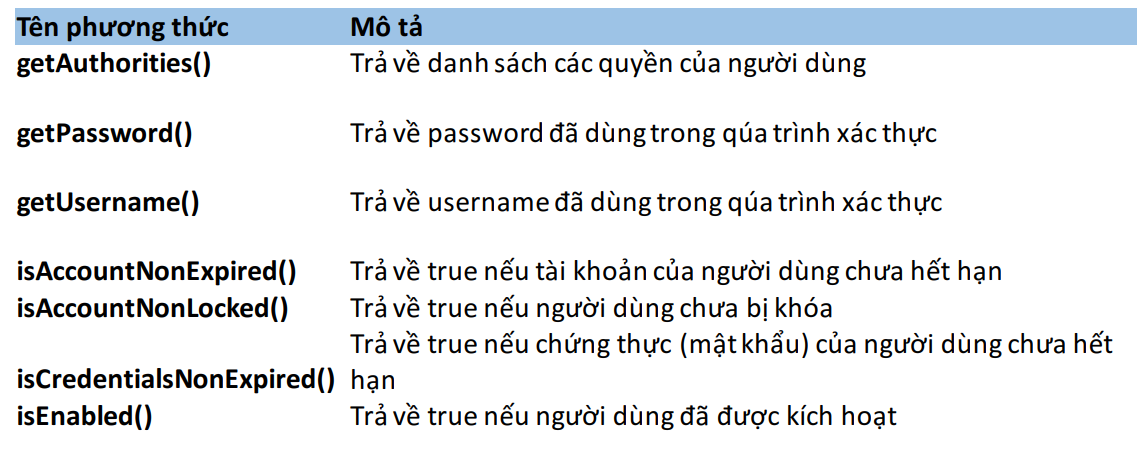 Tên phương thức Mô tả
getAuthorities() Trả về danh sách các quyền của người dùng
getPassword() Trả về password đã dùng trong qúa trình xác thực
getUsername() Trả về username đã dùng trong qúa trình xác thực
isAccountNonExpired() Trả về true nếu tài khoản của người dùng chưa hết hạn
isAccountNonLocked() Trả về true nếu người dùng chưa bị khóa
Trả về true nếu chứng thực (mật khẩu) của người dùng chưa hết
isCredentialsNonExpired() hạn
isEnabled() Trả về true nếu người dùng đã được kích hoạt